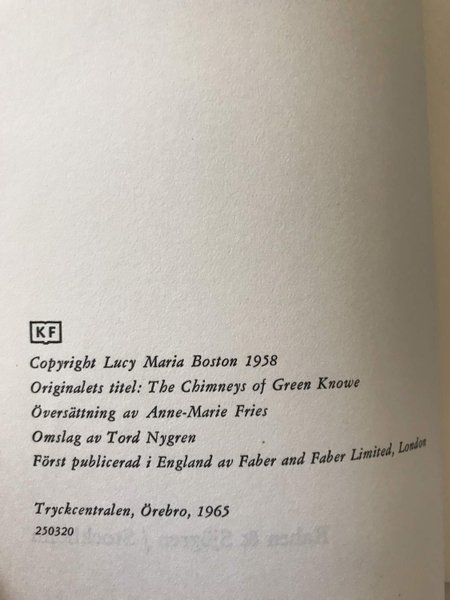 KF
Copyright Lucy Maria Boston 1958
Originalets titel: The Chimneys of Green Knowe
Översättning av Anne-Marie Fries
Omslag av Tord Nygren
Först publicerad i England av Faber and Faber Limited, London
Tryckcentralen, Örebro, 1965
250320